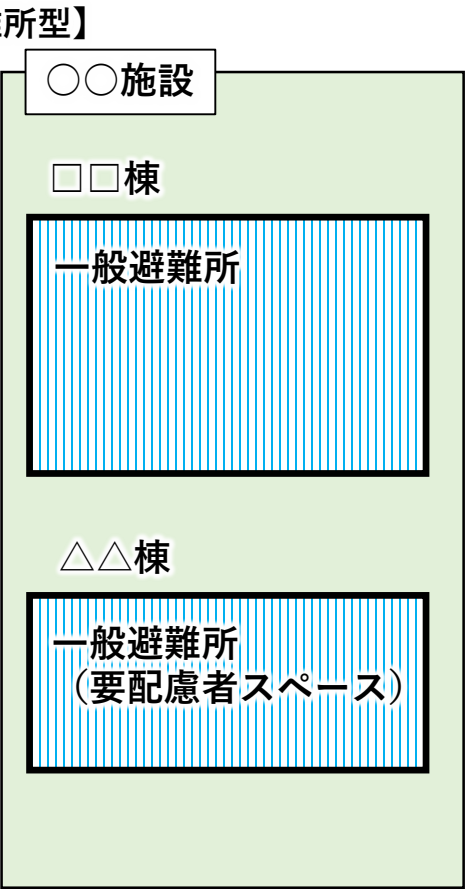 所型】
○○施設
□□棟
一般避難所
△△棟
一般避難所
（要配慮者スペース）